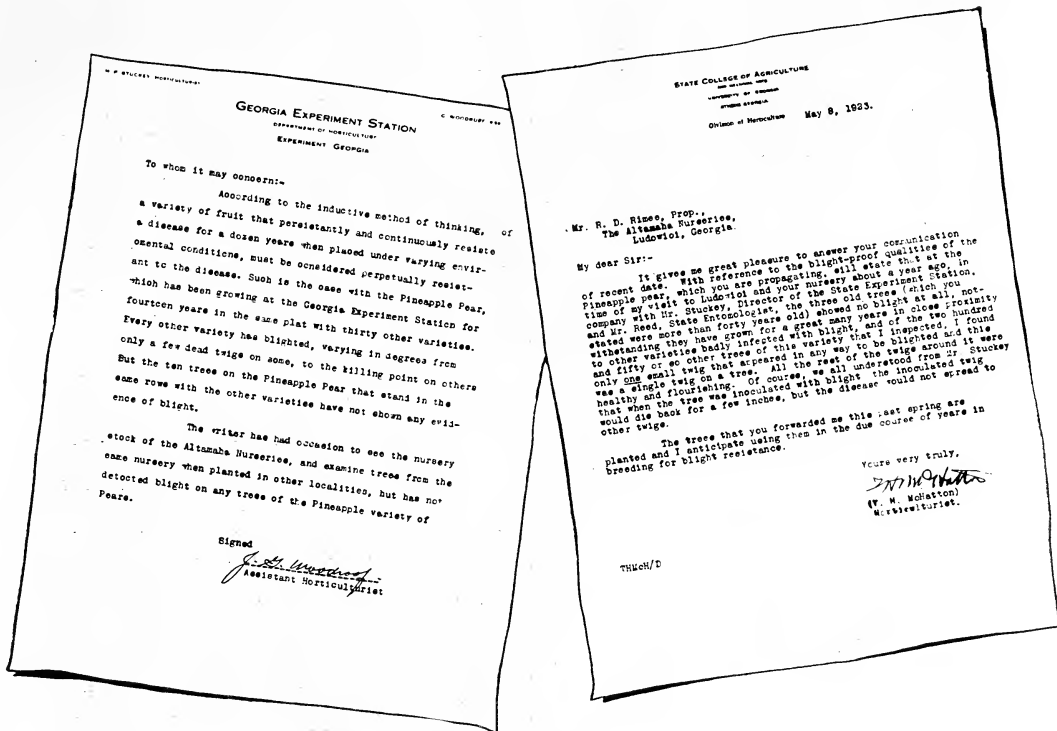 H P STUCKEY HORTICULTURIST
GEORGIA EXPERIMENT STATION
DEPARTMENT OF HORTICULTURE
EXPERIMENT GEORGIA
To whom it may concern:-
According to the inductive method of thinking, of
a variety of fruit that persistantly and continuously resists
a disease for a dozen years when placed under varying envir-
omental conditions, must be considered perpetually resist-
ant to the disease. Such is the case with the Pineapple Pear,
which has been growing at the Georgia Experiment Station for
fourteen years in the same plat with thirty other varieties.
Every other variety has blighted, varying in degrees from
only a few dead twigs on some, to the killing point on others
But the ten trees on the Pineapple Pear that stand in the
same rows with the other varieties have not shown any evid-
ence of blight.
The writer has had occasion to see the nursery
stock of the Altamaha Nurseries, and examine trees from the
same nursery when planted in other localities, but has not
detected blight on any trees of the Pineapple variety of
Pears.
Signed
J. G. Woodroof
Assistant Horticulturist
STATE COLLEGE OF AGRICULTURE
UNIVERSITY OF GEORGIA
ATHENS GEORGIA
Division of Horticulture May 8, 1923.
Mr. R. D. Rimes, Prop.,
The Altamaha Nurseries,
Ludowici, Georgia.
My dear Sir:-
It gives me great pleasure to answer your communication
of recent date. With reference to the blight-proof qualities of the
Pineapple pear, which you are propagating, will state that at the
time of my visit to Ludowici and your nursery about a year ago, in
company with Mr. Stuckey, Director of the State Experiment Station,
and Mr. Reed, State Entomologist, the three old trees (which you
stated were more than forty years old) showed no blight at all, not-
withstanding they have grown for a great many years in close proximity
to other varieties badly infected with blight, and of the two hundred
and fifty or so other trees of this variety that I inspected, I found
only one small twig that appeared in any way to be blighted and this
was a single twig on a tree. All the rest of the twigs around it were
healthy and flourishing. Of course, we all understood from Mr Stuckey
that when the tree was inoculated with blight the inoculated twig
would die back for a few inches, but the disease would not spread to
other twigs.
The trees that you forwarded me this past spring are
planted and I anticipate using them in the due course of years in
breeding for blight resistance.
Yours very truly,
T H McHatton
(T. H. McHatton)
Horticulturist.
THMcH/D